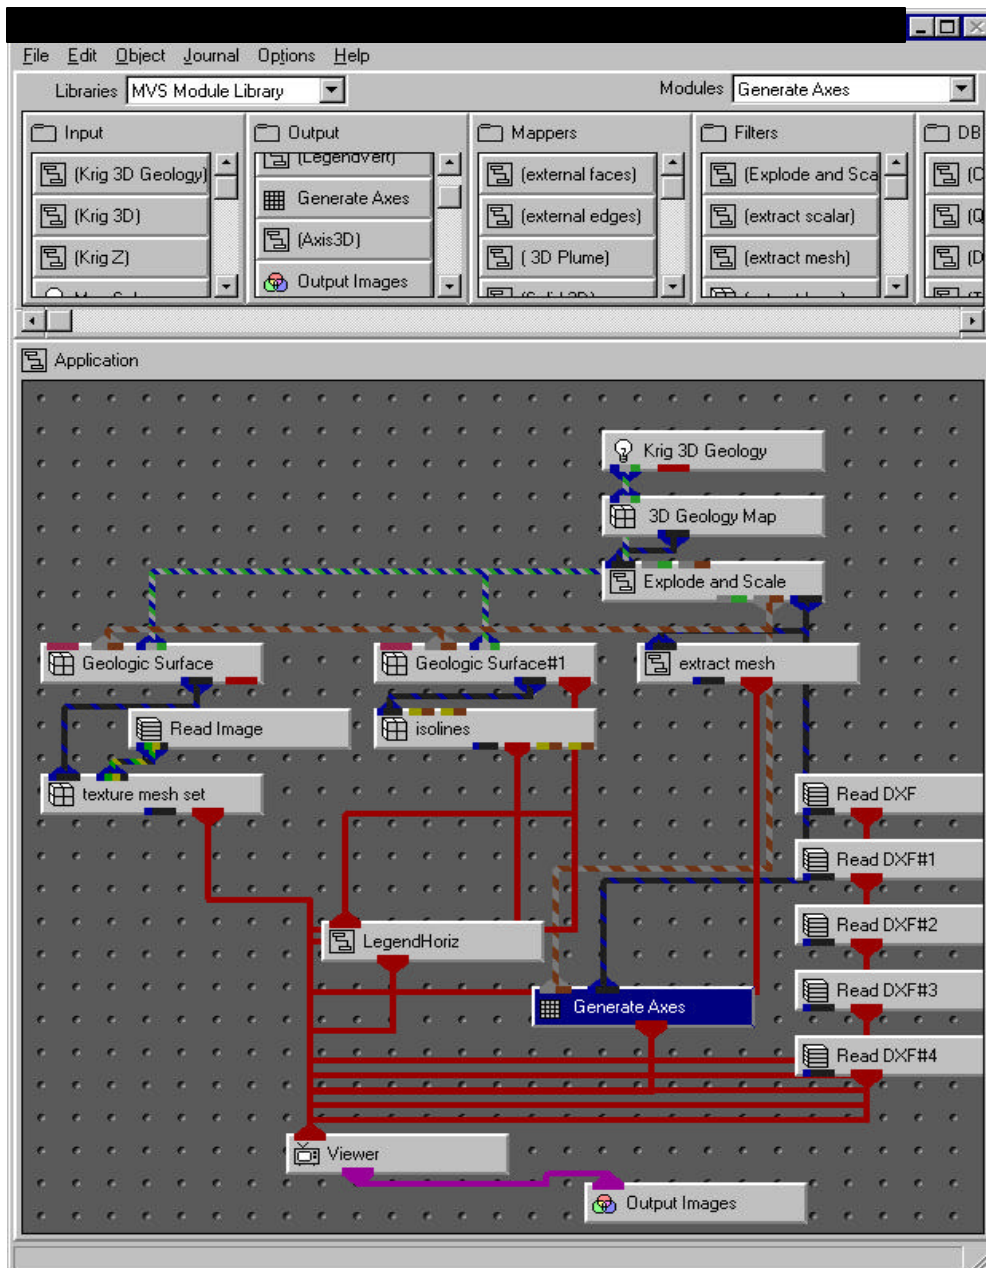 File Edit Object Journal Options Help
Libraries MVS Module Library Modules Generate Axes
Input Output Mappers Filters DB
(Krig 3D Geology) (LegendVert) (external faces) (Explode and Sca
(Krig 3D) Generate Axes (external edges) (extract scalar)
(Krig Z) (Axis3D) ( 3D Plume) (extract mesh)
Output Images
Application
Krig 3D Geology
3D Geology Map
Explode and Scale
Geologic Surface Geologic Surface#1 extract mesh
Read Image isolines
texture mesh set Read DXF
Read DXF#1
Read DXF#2
LegendHoriz
Read DXF#3
Generate Axes
Read DXF#4
Viewer
Output Images